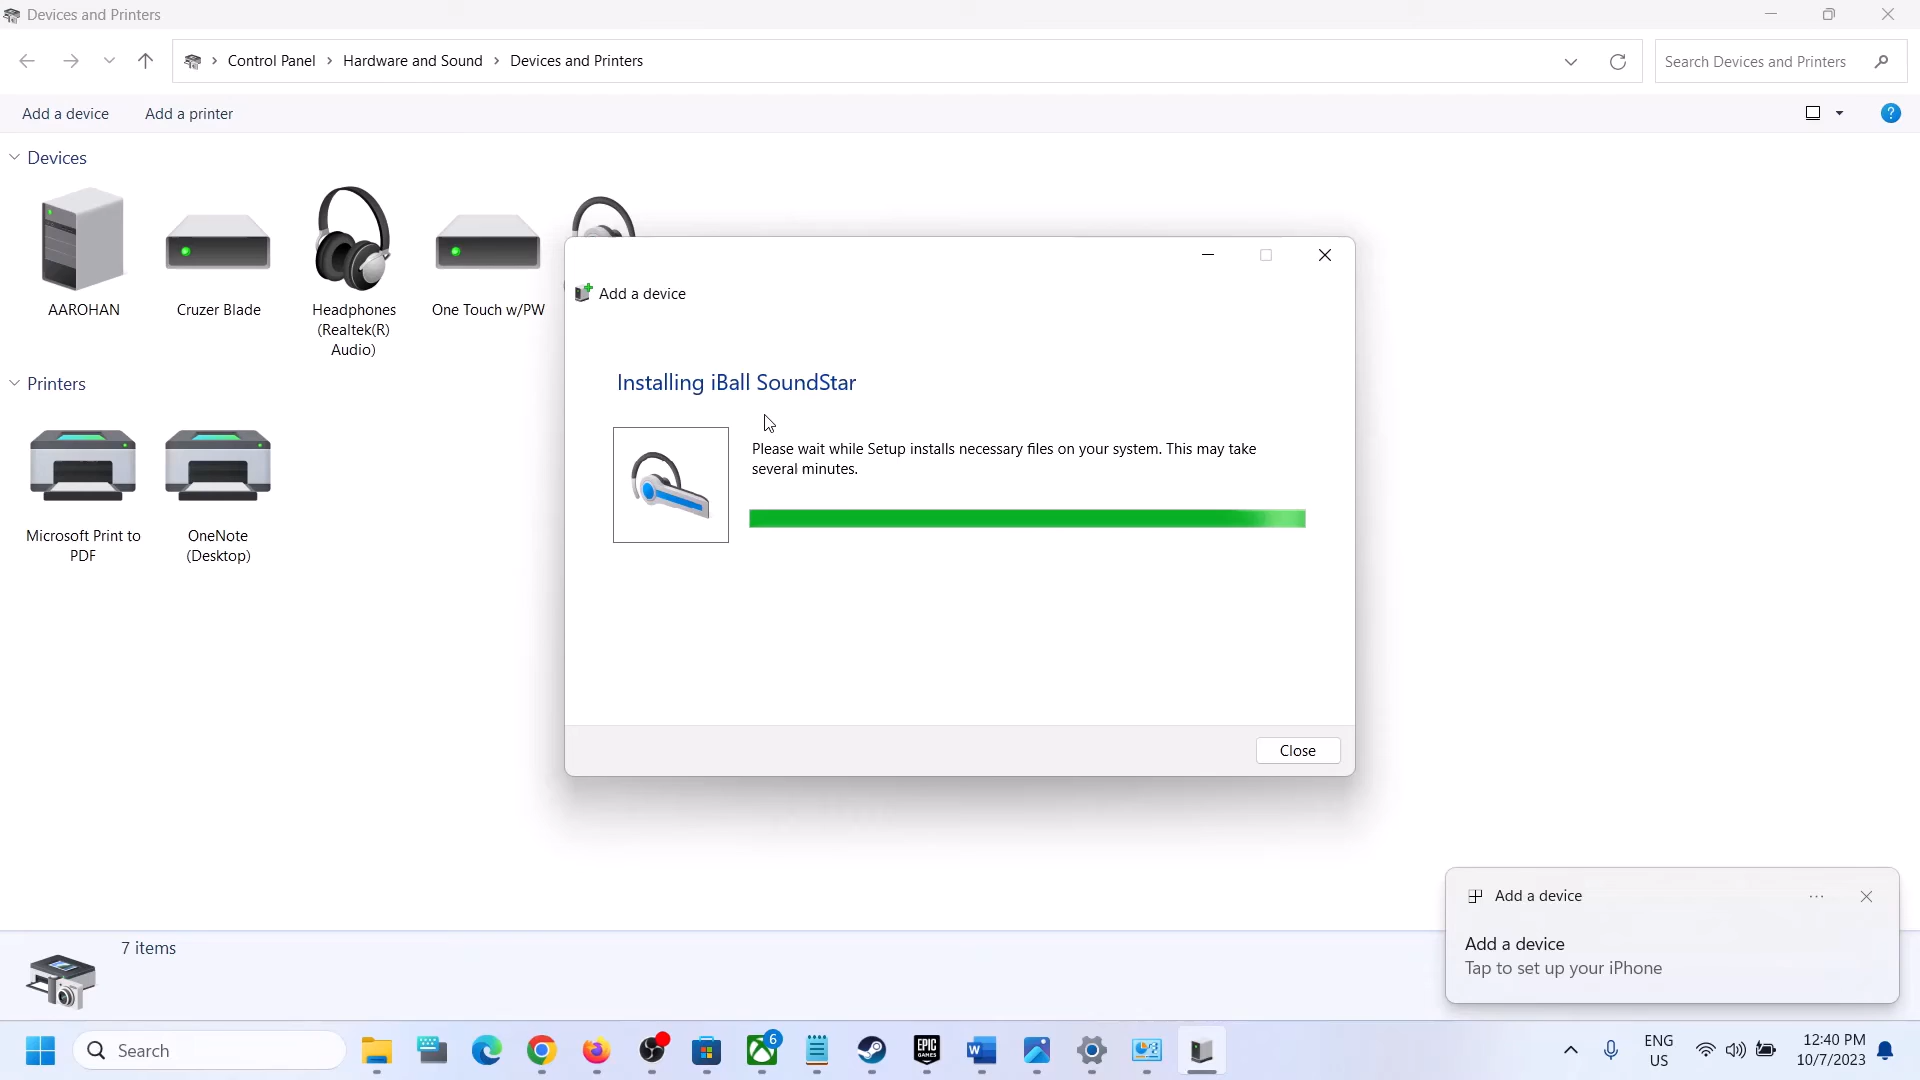 Devices and Printers
Control Panel > Hardware and Sound > Devices and Printers
Search Devices and Printers
Add a device
Add a printer
?
Devices
AAROHAN
Cruzer Blade
Headphones
(Realtek(R)
Audio)
One Touch w/PW
Printers
Microsoft Print to
PDF
OneNote
(Desktop)
Add a device
Installing iBall SoundStar
Please wait while Setup installs necessary files on your system. This may take
several minutes.
Close
7 items
Add a device
Add a device
Tap to set up your iPhone
Search
6
EPIC
GAMES
W
ENG
US
12:40 PM
10/7/2023